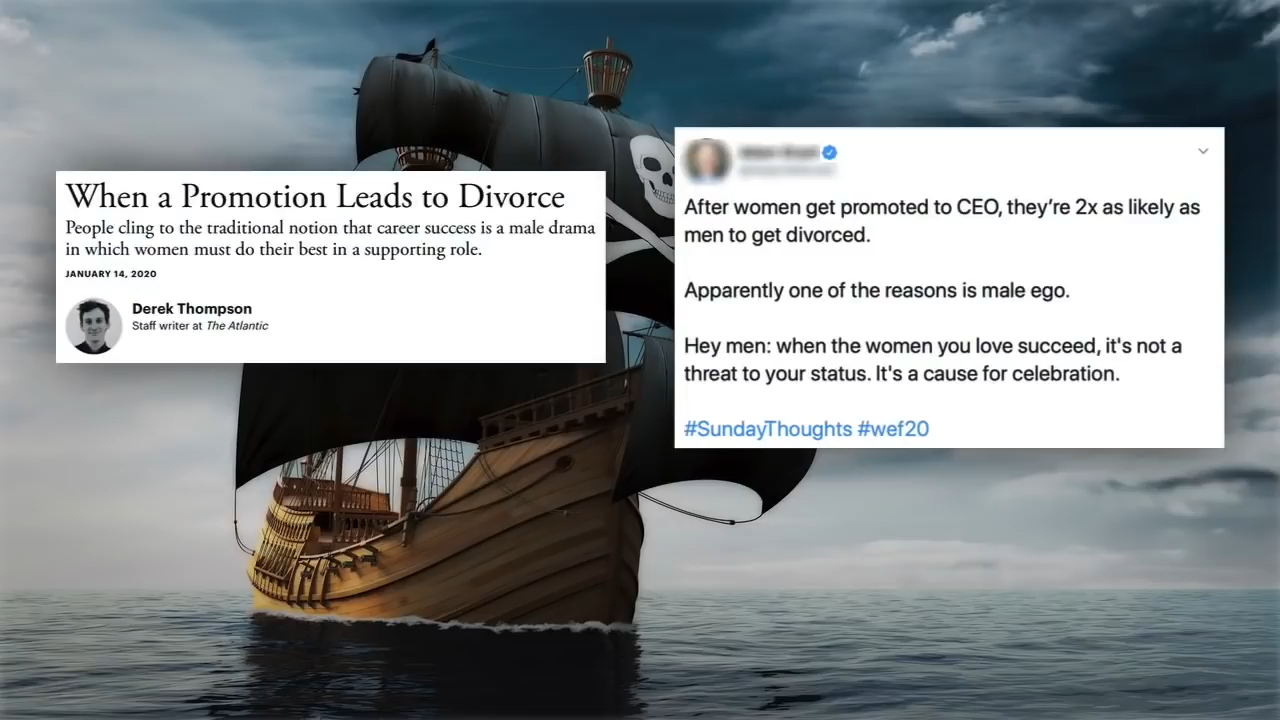 When a Promotion Leads to Divorce
People cling to the traditional notion that career success is a male drama
in which women must do their best in a supporting role.
JANUARY 14, 2020
Derek Thompson
Staff writer at The Atlantic
After women get promoted to CEO, they're 2x as likely as
men to get divorced.
Apparently one of the reasons is male ego.
Hey men: when the women you love succeed, it's not a
threat to your status. It's a cause for celebration.
#SundayThoughts #wef20